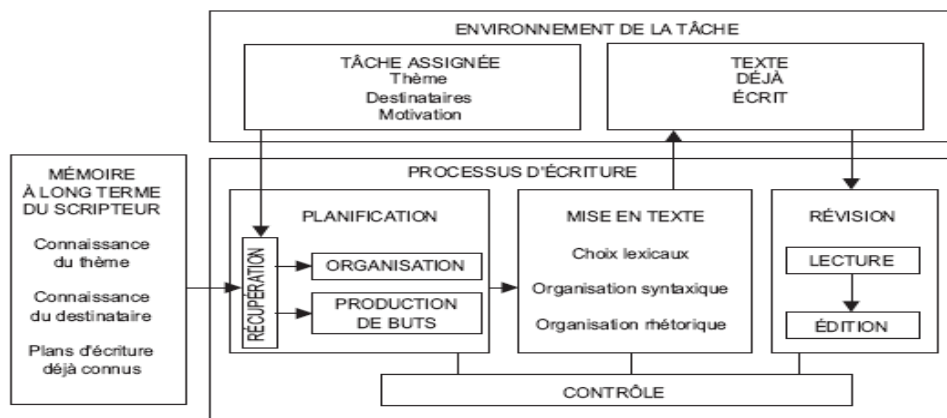 ENVIRONNEMENT DE LA TÂCHE
TÂCHE ASSIGNÉE
Thème
Destinataires
Motivation
TEXTE
DÉJÀ
ÉCRIT
MÉMOIRE
À LONG TERME
DU SCRIPTEUR
Connaissance
du thème
Connaissance
du destinataire
Plans d'écriture
déjà connus
PROCESSUS D'ÉCRITURE
PLANIFICATION
RÉCUPÉRATION
ORGANISATION
PRODUCTION
DE BUTS
MISE EN TEXTE
Choix lexicaux
Organisation syntaxique
Organisation rhétorique
RÉVISION
LECTURE
ÉDITION
CONTRÔLE